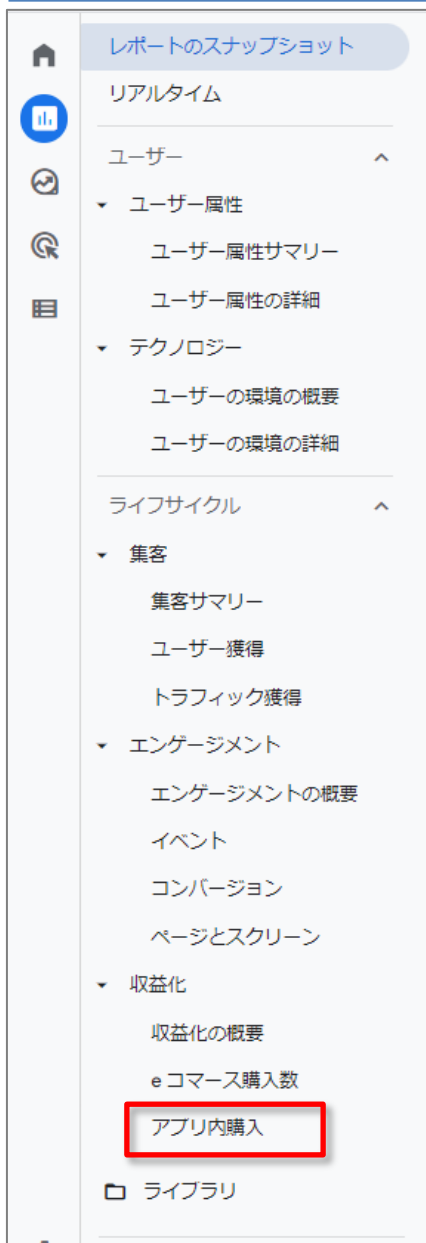 レポートのスナップショット
リアルタイム
ユーザー
ユーザー属性
ユーザー属性サマリー
ユーザー属性の詳細
テクノロジー
ユーザーの環境の概要
ユーザーの環境の詳細
ライフサイクル
集客
集客サマリー
ユーザー獲得
トラフィック獲得
エンゲージメント
エンゲージメントの概要
イベント
コンバージョン
ページとスクリーン
収益化
収益化の概要
e コマース購入数
アプリ内購入
ライブラリ